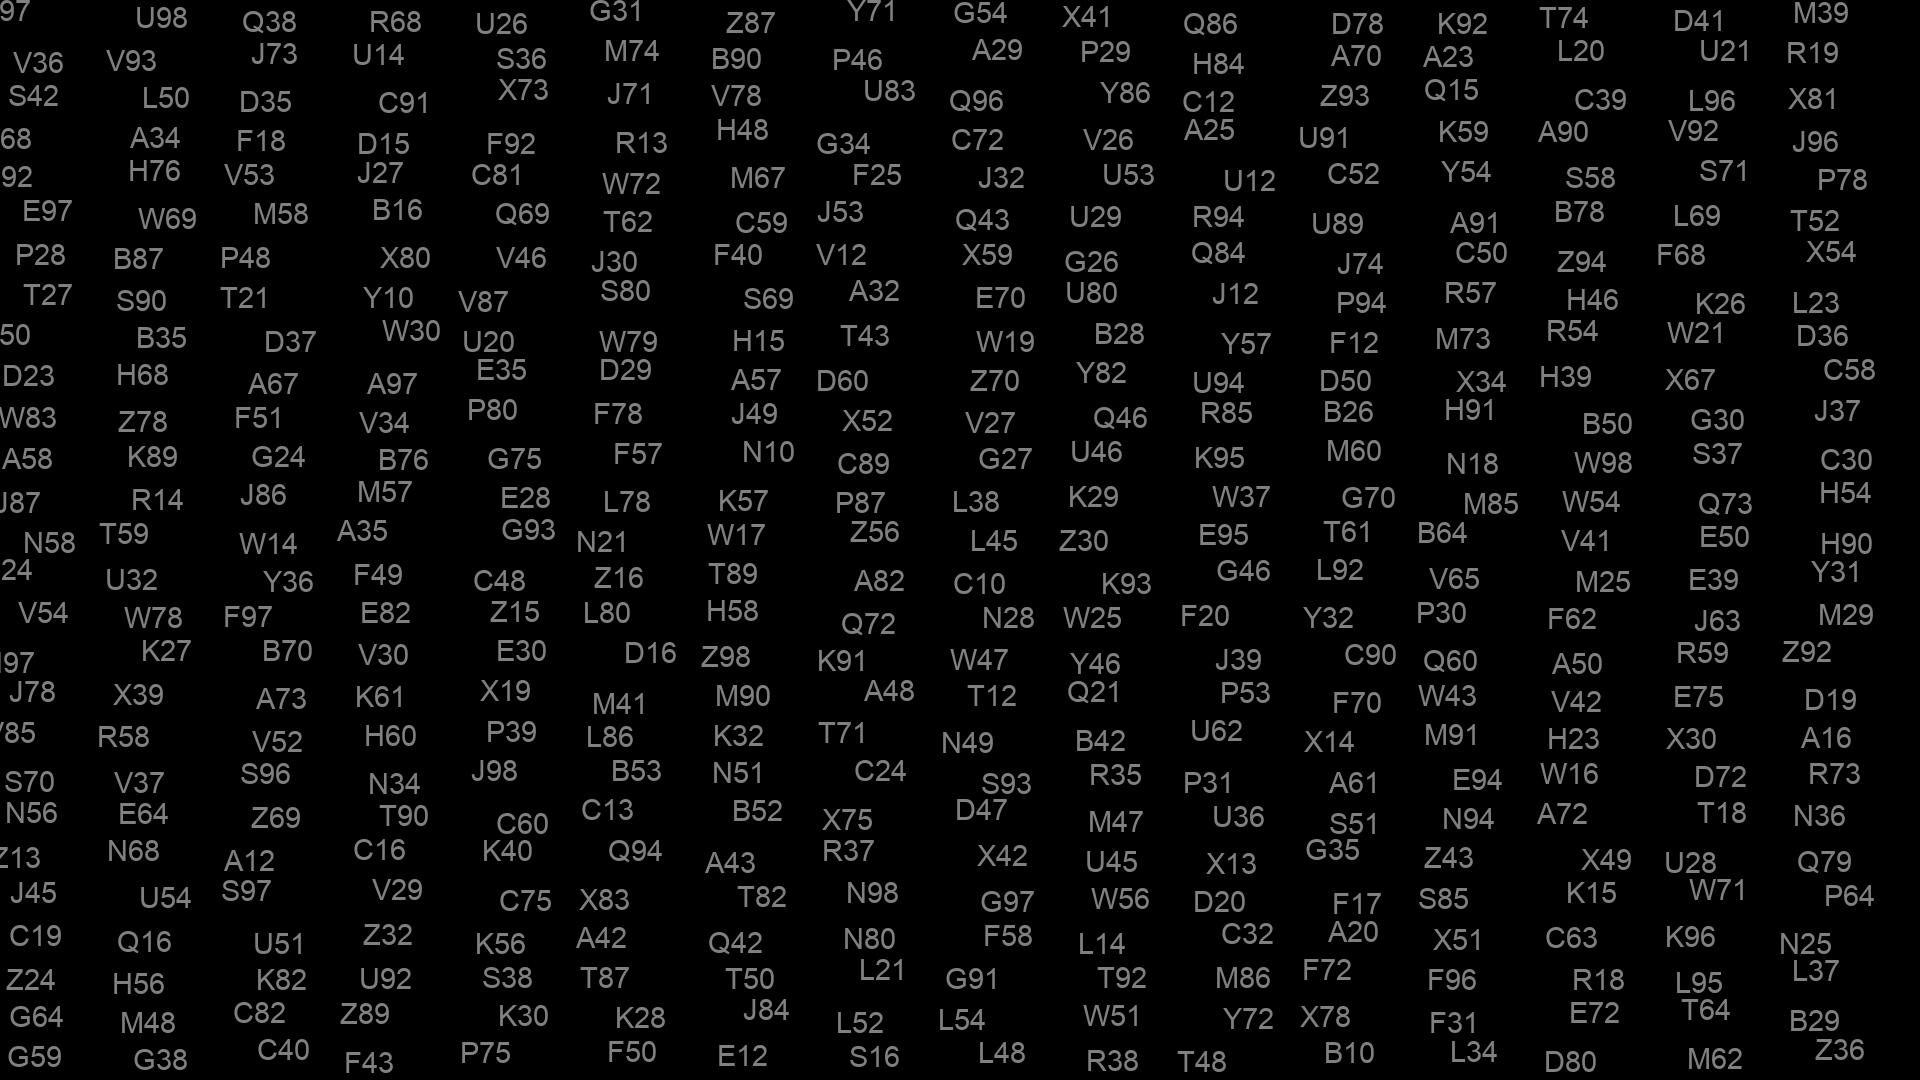 97 U98 Q38 R68 U26 G31 Z87 Y71 G54 X41 Q86 D78 K92 T74 D41 M39
V36 V93 J73 U14 S36 M74 B90 P46 A29 P29 H84 A70 A23 L20 U21 R19
S42 L50 D35 C91 X73 J71 V78 U83 Q96 Y86 C12 Z93 Q15 C39 L96 X81
68 A34 F18 D15 F92 R13 H48 G34 C72 V26 A25 U91 K59 A90 V92 J96
92 H76 V53 J27 C81 W72 M67 F25 J32 U53 U12 C52 Y54 S58 S71 P78
E97 W69 M58 B16 Q69 T62 C59 J53 Q43 U29 R94 U89 A91 B78 L69 T52
P28 B87 P48 X80 V46 J30 F40 V12 X59 G26 Q84 J74 C50 Z94 F68 X54
T27 S90 T21 Y10 V87 S80 S69 A32 E70 U80 J12 P94 R57 H46 K26 L23
50 B35 D37 W30 U20 W79 H15 T43 W19 B28 Y57 F12 M73 R54 W21 D36
D23 H68 A67 A97 E35 D29 A57 D60 Z70 Y82 U94 D50 X34 H39 X67 C58
W83 Z78 F51 V34 P80 F78 J49 X52 V27 Q46 R85 B26 H91 B50 G30 J37
A58 K89 G24 B76 G75 F57 N10 C89 G27 U46 K95 M60 N18 W98 S37 C30
J87 R14 J86 M57 E28 L78 K57 P87 L38 K29 W37 G70 M85 W54 Q73 H54
N58 T59 W14 A35 G93 N21 W17 Z56 L45 Z30 E95 T61 B64 V41 E50 H90
24 U32 Y36 F49 C48 Z16 T89 A82 C10 K93 G46 L92 V65 M25 E39 Y31
V54 W78 F97 E82 Z15 L80 H58 Q72 N28 W25 F20 Y32 P30 F62 J63 M29
97 K27 B70 V30 E30 D16 Z98 K91 W47 Y46 J39 C90 Q60 A50 R59 Z92
J78 X39 A73 K61 X19 M41 M90 A48 T12 Q21 P53 F70 W43 V42 E75 D19
85 R58 V52 H60 P39 L86 K32 T71 N49 B42 U62 X14 M91 H23 X30 A16
S70 V37 S96 N34 J98 B53 N51 C24 S93 R35 P31 A61 E94 W16 D72 R73
N56 E64 Z69 T90 C60 C13 B52 X75 D47 M47 U36 S51 N94 A72 T18 N36
Z13 N68 A12 C16 K40 Q94 A43 R37 X42 U45 X13 G35 Z43 X49 U28 Q79
J45 U54 S97 V29 C75 X83 T82 N98 G97 W56 D20 F17 S85 K15 W71 P64
C19 Q16 U51 Z32 K56 A42 Q42 N80 F58 L14 C32 A20 X51 C63 K96 N25
Z24 H56 K82 U92 S38 T87 T50 L21 G91 T92 M86 F72 F96 R18 L95 L37
G64 M48 C82 Z89 K30 K28 J84 L52 L54 W51 Y72 X78 F31 E72 T64 B29
G59 G38 C40 F43 P75 F50 E12 S16 L48 R38 T48 B10 L34 D80 M62 Z36